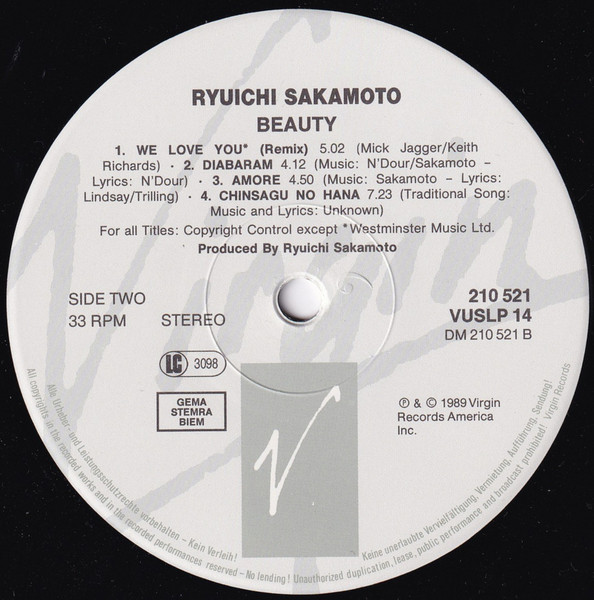 RYUICHI SAKAMOTO
BEAUTY
1. WE LOVE YOU* (Remix) 5.02 (Mick Jagger/Keith
Richards) · 2. DIABARAM 4.12 (Music: N'Dour/Sakamoto –
Lyrics: N'Dour) · 3. AMORE 4.50 (Music: Sakamoto – Lyrics:
Lindsay/Trilling) · 4. CHINSAGU NO HANA 7.23 (Traditional Song:
Music and Lyrics: Unknown)
For all Titles: Copyright Control except *Westminster Music Ltd.
Produced By Ryuichi Sakamoto
SIDE TWO
33 RPM STEREO
210 521
VUSLP 14
DM 210 521 B
LC 3098
GEMA
STEMRA
BIEM
℗ & © 1989 Virgin
Records America
Inc.
Virgin
Alle Urheber- und Leistungsschutzrechte vorbehalten – Kein Verleih! Keine unerlaubte Vervielfältigung, Vermietung, Aufführung, Sendung!
All copyrights in the recorded works and in the recorded performances reserved – No lending! Unauthorized duplication, lease, public performance and broadcast prohibited! Virgin Records